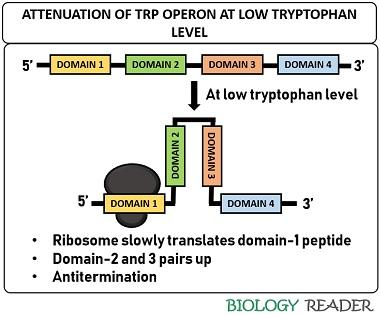 ATTENUATION OF TRP OPERON AT LOW TRYPTOPHAN
LEVEL
5’ DOMAIN 1 DOMAIN 2 DOMAIN 3 DOMAIN 4 3’
At low tryptophan level
DOMAIN 2 DOMAIN 3
5’ DOMAIN 1 DOMAIN 4 3’
• Ribosome slowly translates domain-1 peptide
• Domain-2 and 3 pairs up
• Antitermination
BIOLOGY READER